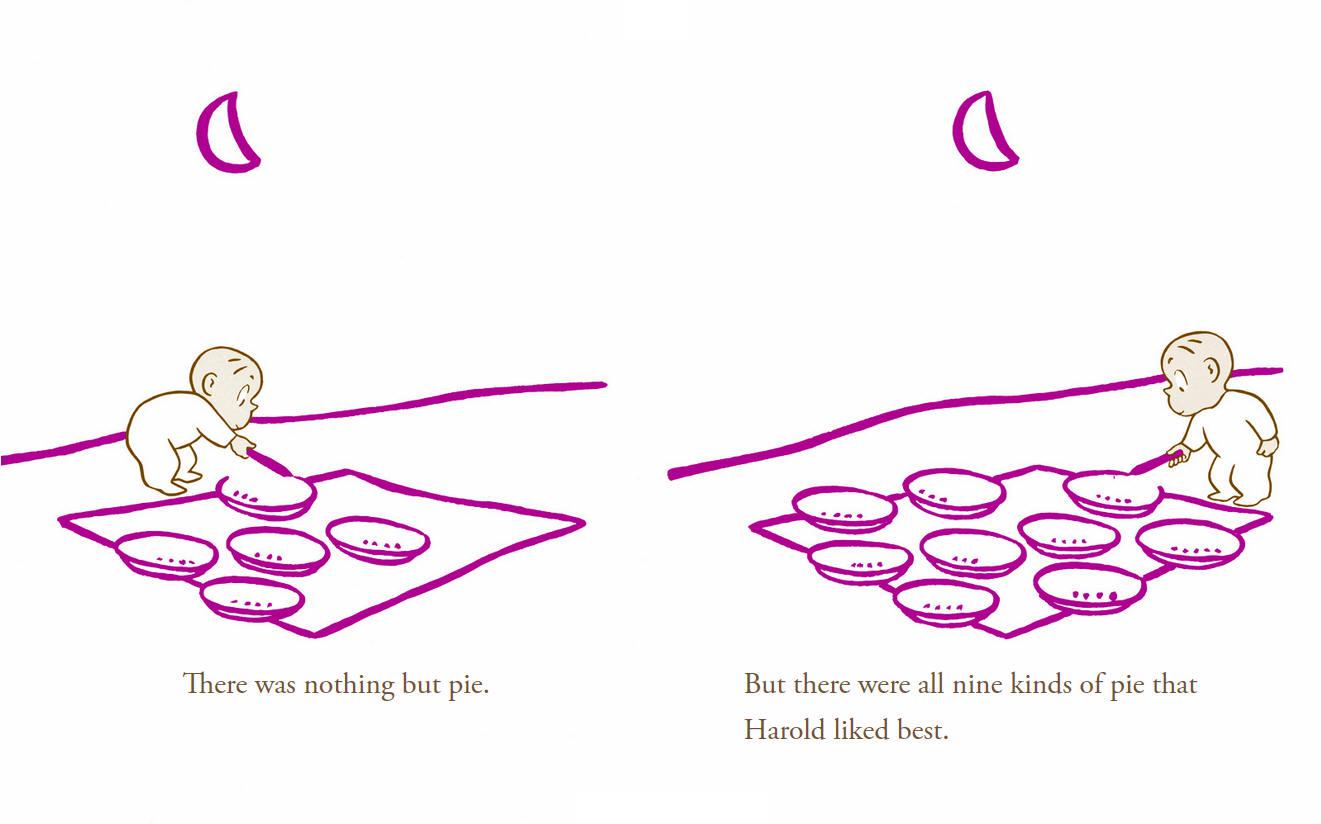 There was nothing but pie.
But there were all nine kinds of pie that
Harold liked best.